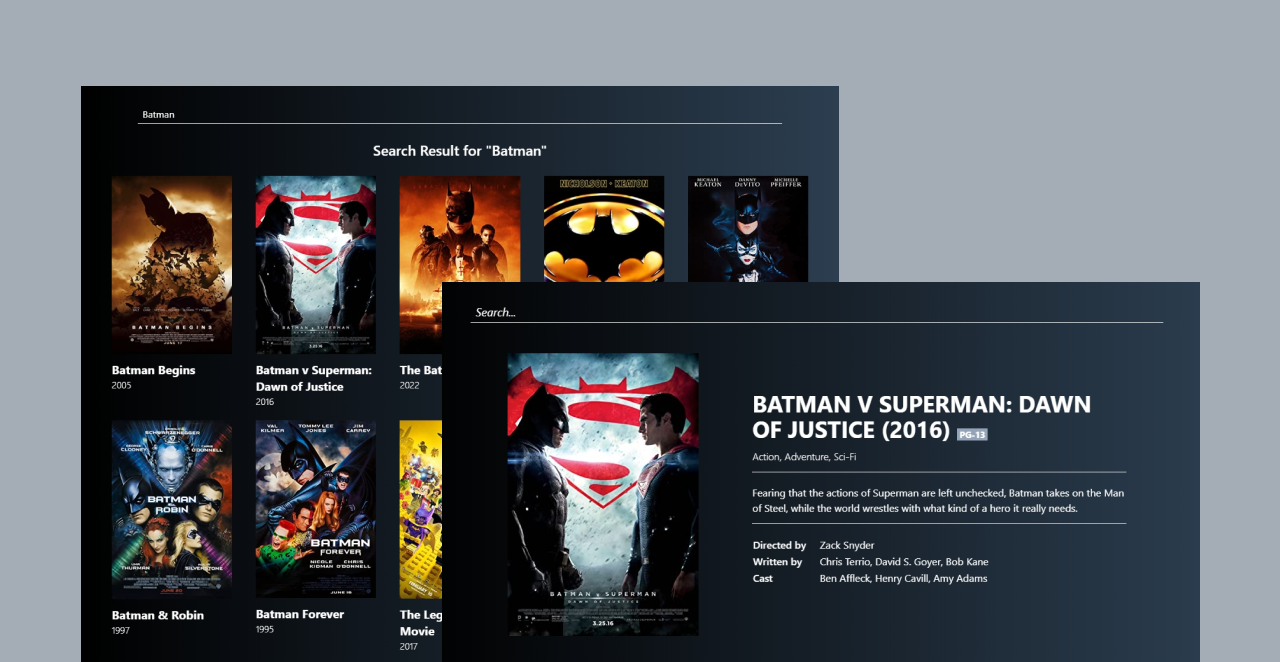 Batman
Search Result for "Batman"
BATMAN BEGINS
JUNE 17
Batman Begins
2005
BATMAN v SUPERMAN
DAWN OF JUSTICE
3.25.16
Batman v Superman:
Dawn of Justice
2016
The Bat
2022
NICHOLSON KEATON
MICHAEL KEATON
DANNY DeVITO
MICHELLE PFEIFFER
SCHWARZENEGGER
GEORGE CLOONEY
CHRIS O'DONNELL
BATMAN
ROBIN
UMA THURMAN
SILVERSTONE
JUNE 20
Batman & Robin
1997
VAL KILMER
TOMMY LEE JONES
JIM CARREY
BATMAN
FOREVER
NICOLE KIDMAN
CHRIS O'DONNELL
JUNE 16
Batman Forever
1995
The Leg
Movie
2017
Search...
BATMAN v SUPERMAN
DAWN OF JUSTICE
3.25.16
BATMAN V SUPERMAN: DAWN
OF JUSTICE (2016) PG-13
Action, Adventure, Sci-Fi
Fearing that the actions of Superman are left unchecked, Batman takes on the Man
of Steel, while the world wrestles with what kind of a hero it really needs.
Directed by Zack Snyder
Written by Chris Terrio, David S. Goyer, Bob Kane
Cast Ben Affleck, Henry Cavill, Amy Adams